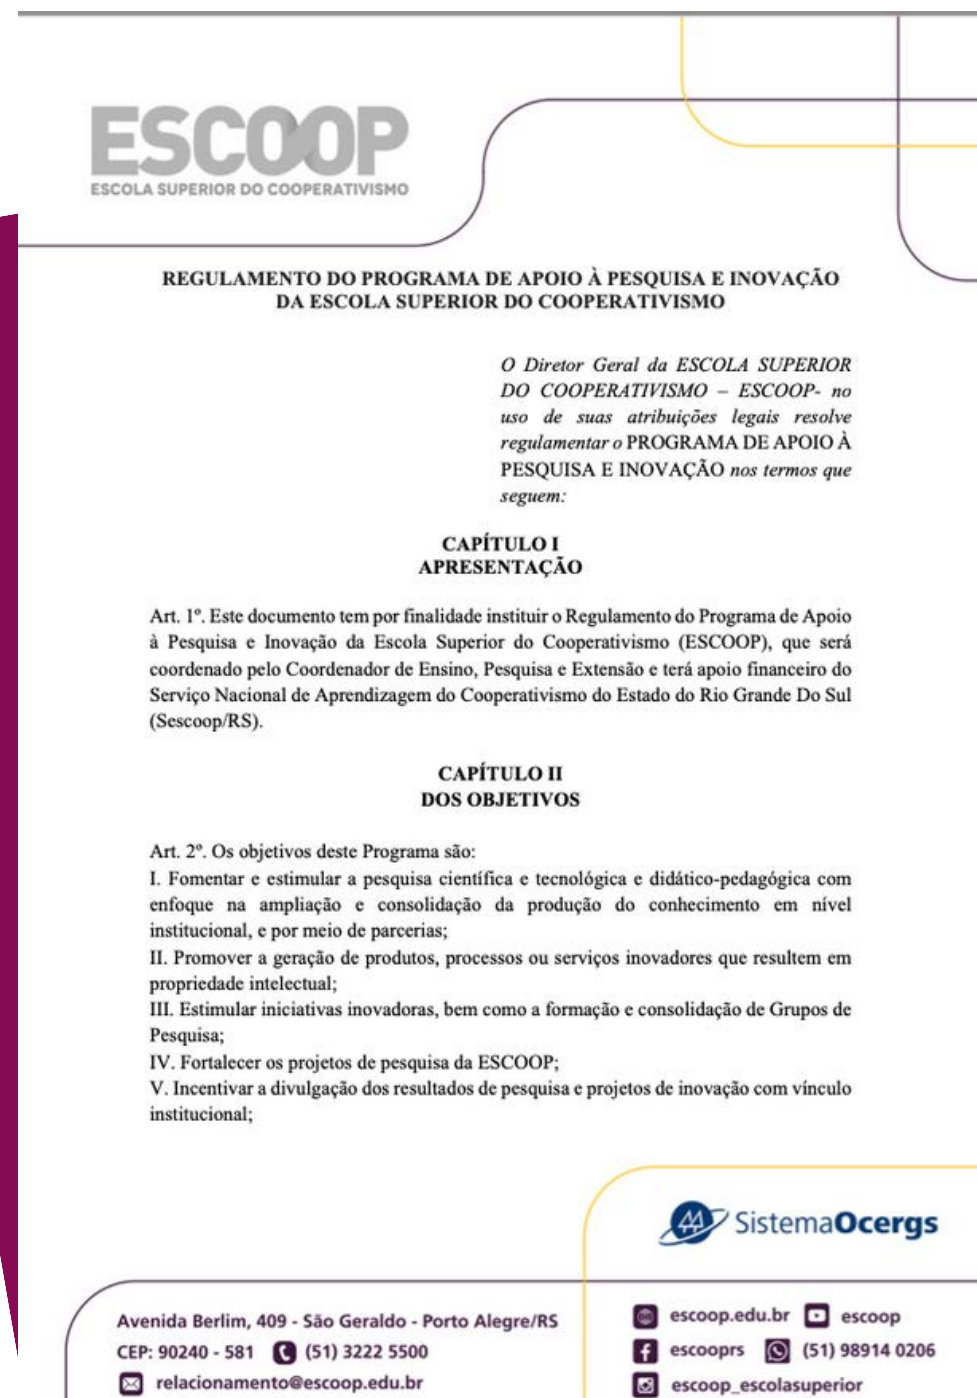 ESCOOP
ESCOLA SUPERIOR DO COOPERATIVISMO
REGULAMENTO DO PROGRAMA DE APOIO À PESQUISA E INOVAÇÃO
DA ESCOLA SUPERIOR DO COOPERATIVISMO
O Diretor Geral da ESCOLA SUPERIOR
DO COOPERATIVISMO – ESCOOP- no
uso de suas atribuições legais resolve
regulamentar o PROGRAMA DE APOIO À
PESQUISA E INOVAÇÃO nos termos que
seguem:
CAPÍTULO I
APRESENTAÇÃO
Art. 1º. Este documento tem por finalidade instituir o Regulamento do Programa de Apoio
à Pesquisa e Inovação da Escola Superior do Cooperativismo (ESCOOP), que será
coordenado pelo Coordenador de Ensino, Pesquisa e Extensão e terá apoio financeiro do
Serviço Nacional de Aprendizagem do Cooperativismo do Estado do Rio Grande Do Sul
(Sescoop/RS).
CAPÍTULO II
DOS OBJETIVOS
Art. 2º. Os objetivos deste Programa são:
I. Fomentar e estimular a pesquisa científica e tecnológica e didático-pedagógica com
enfoque na ampliação e consolidação da produção do conhecimento em nível
institucional, e por meio de parcerias;
II. Promover a geração de produtos, processos ou serviços inovadores que resultem em
propriedade intelectual;
III. Estimular iniciativas inovadoras, bem como a formação e consolidação de Grupos de
Pesquisa;
IV. Fortalecer os projetos de pesquisa da ESCOOP;
V. Incentivar a divulgação dos resultados de pesquisa e projetos de inovação com vínculo
institucional;
SistemaOcergs
Avenida Berlim, 409 - São Geraldo - Porto Alegre/RS
CEP: 90240 - 581 (51) 3222 5500
relacionamento@escoop.edu.br
escoop.edu.br escoop
escooprs (51) 98914 0206
escoop_escolasuperior